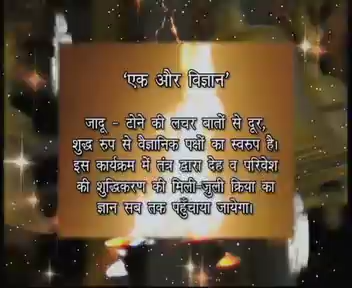 ‘एक और विज्ञान’
जादू - टोने की लचर बातों से दूर,
शुद्ध रुप से वैज्ञानिक पक्षों का स्वरुप है।
इस कार्यक्रम में तंत्र द्वारा देह व परिवेश
की शुद्धिकरण की मिली-जुली क्रिया का
ज्ञान सब तक पहुँचाया जायेगा।